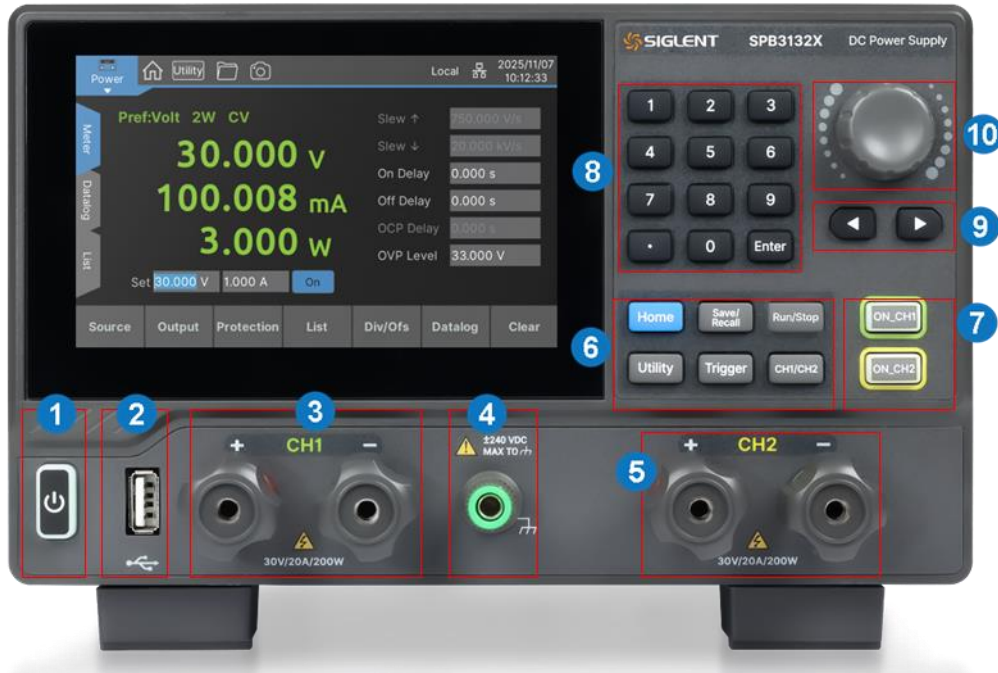 SIGLENT SPB3132X DC Power Supply
Power Utility Local 2025/11/07
10:12:33
Meter
Datalog
List
Pref:Volt 2W CV
30.000 V
100.008 mA
3.000 W
Set 30.000 V 1.000 A On
Slew ↑ 750.000 V/s
Slew ↓ 20.000 kV/s
On Delay 0.000 s
Off Delay 0.000 s
OCP Delay 0.000 s
OVP Level 33.000 V
Source Output Protection List Div/Ofs Datalog Clear
8
1 2 3
4 5 6
7 8 9
. 0 Enter
10
9
6
Home Save/Recall Run/Stop
Utility Trigger CH1/CH2
7
ON_CH1
ON_CH2
1
2
3
+ CH1 −
30V/20A/200W
4
±240 VDC
MAX TO
5
+ CH2 −
30V/20A/200W